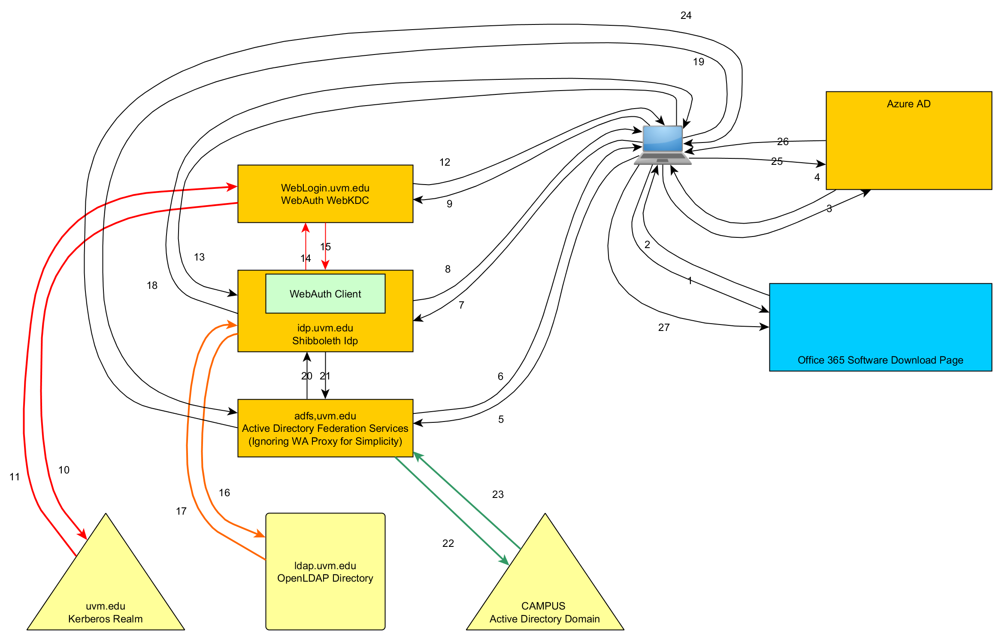 24
19
Azure AD
26
25
4
12
WebLogin.uvm.edu
WebAuth WebKDC
9
3
2
15
14
13
8
1
18
WebAuth Client
7
idp.uvm.edu
Shibboleth Idp
27
Office 365 Software Download Page
20
21
6
adfs,uvm.edu
Active Directory Federation Services
(Ignoring WA Proxy for Simplicity)
5
10
11
16
23
17
22
ldap.uvm.edu
OpenLDAP Directory
uvm.edu
Kerberos Realm
CAMPUS
Active Directory Domain